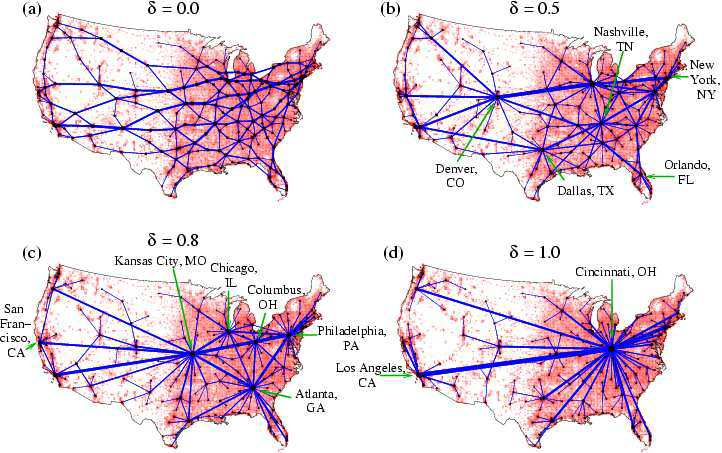 (a)
δ = 0.0
(b)
δ = 0.5
Nashville,
TN
New
York,
NY
Denver,
CO
Dallas, TX
Orlando,
FL
(c)
δ = 0.8
Kansas City, MO
Chicago,
IL
Columbus,
OH
San
Fran–
cisco,
CA
Philadelphia,
PA
Atlanta,
GA
(d)
δ = 1.0
Cincinnati, OH
Los Angeles,
CA